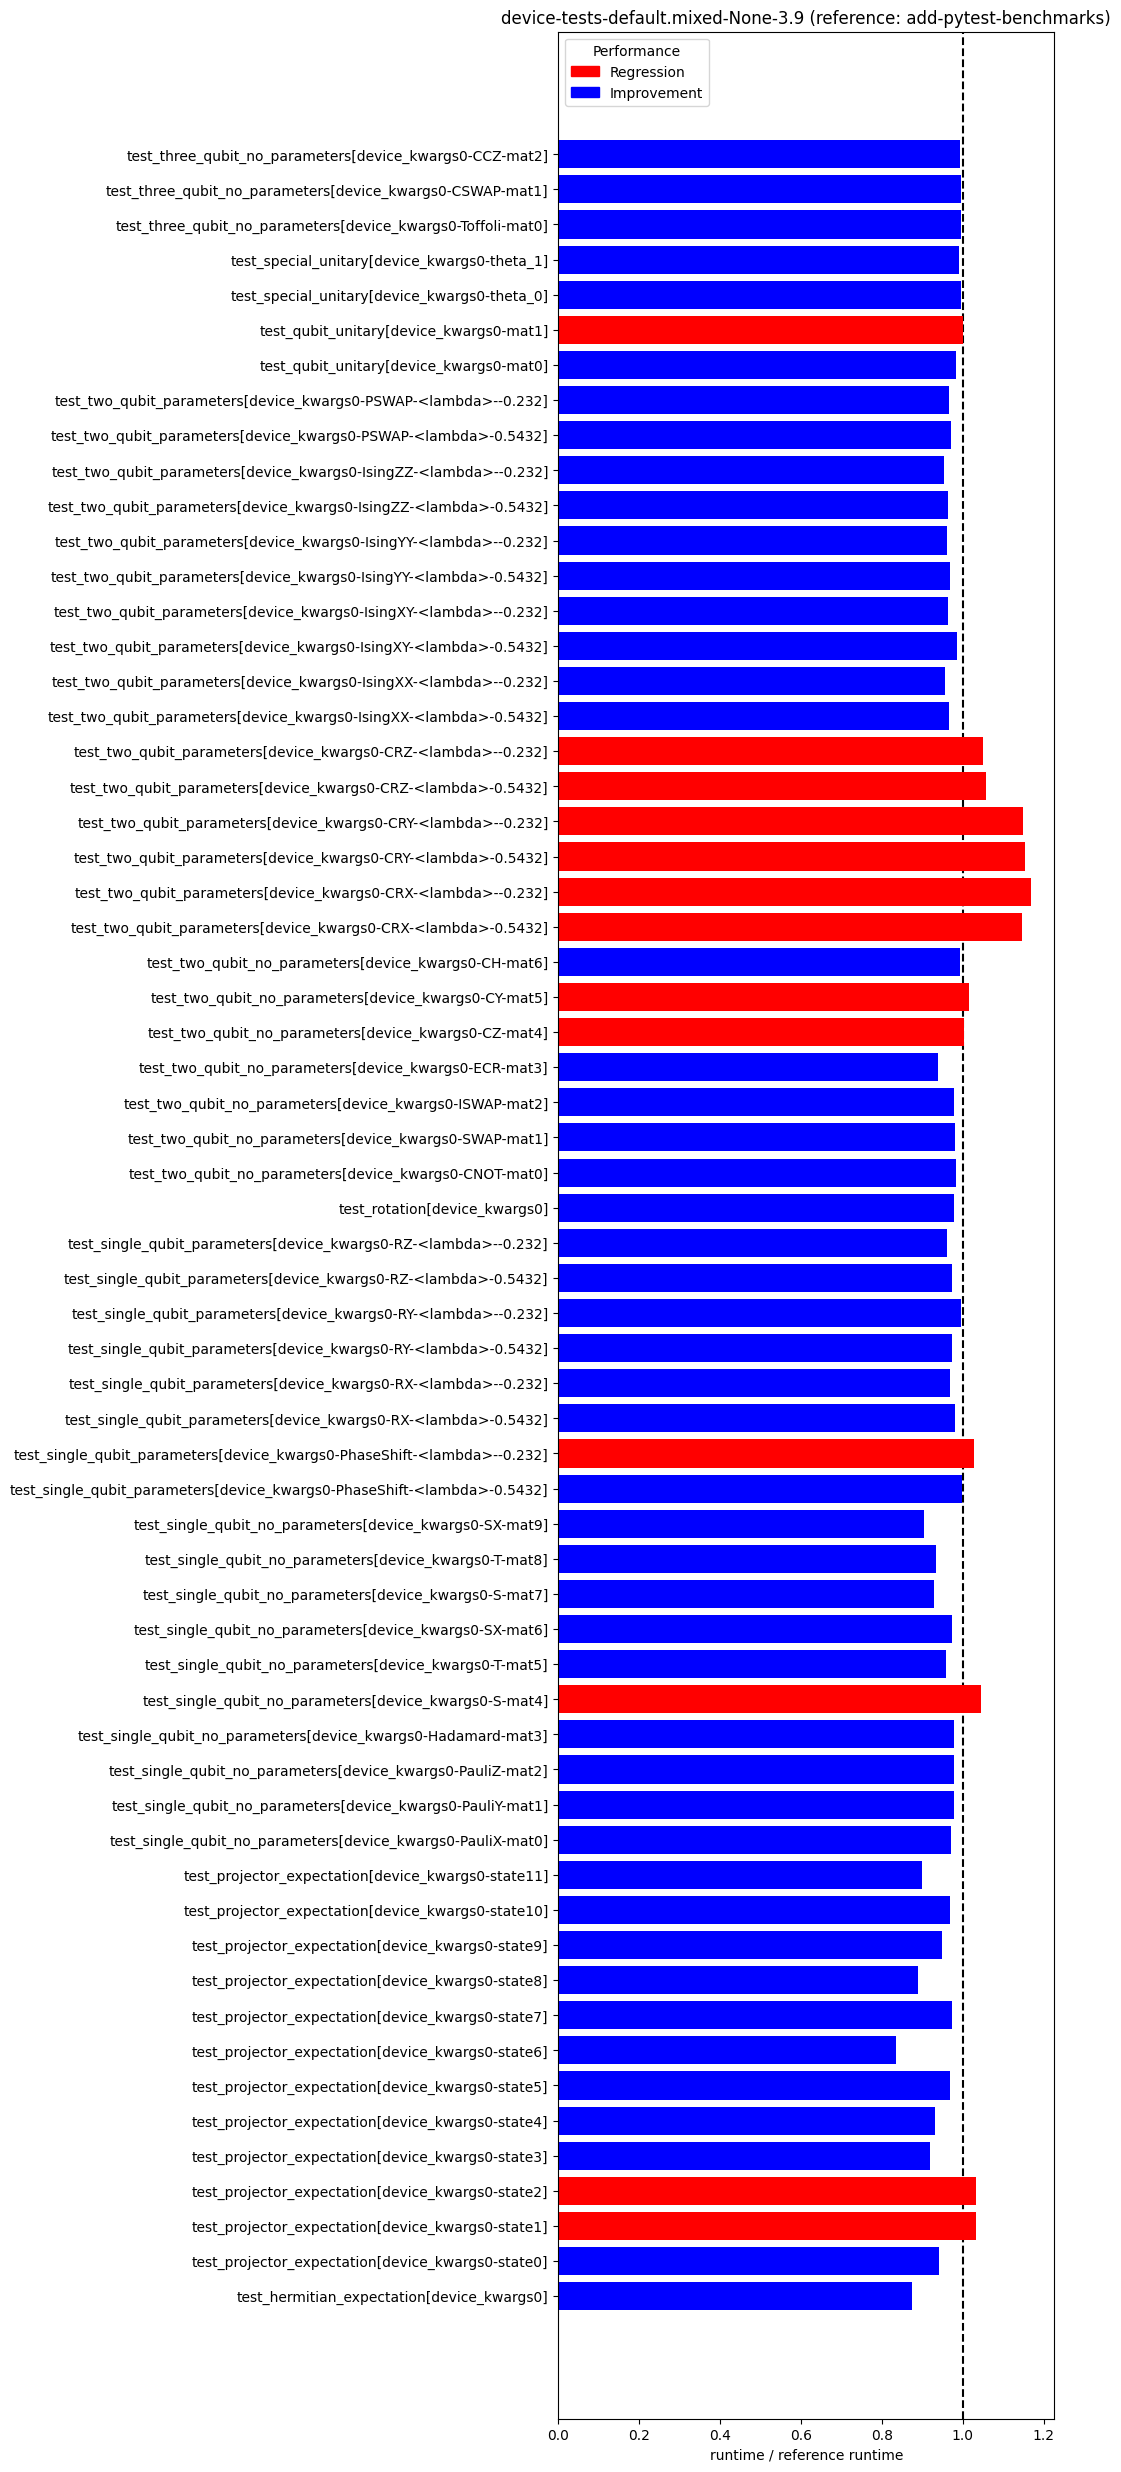 device-tests-default.mixed-None-3.9 (reference: add-pytest-benchmarks)
Performance
Regression
Improvement
test_three_qubit_no_parameters[device_kwargs0-CCZ-mat2]
test_three_qubit_no_parameters[device_kwargs0-CSWAP-mat1]
test_three_qubit_no_parameters[device_kwargs0-Toffoli-mat0]
test_special_unitary[device_kwargs0-theta_1]
test_special_unitary[device_kwargs0-theta_0]
test_qubit_unitary[device_kwargs0-mat1]
test_qubit_unitary[device_kwargs0-mat0]
test_two_qubit_parameters[device_kwargs0-PSWAP-<lambda>--0.232]
test_two_qubit_parameters[device_kwargs0-PSWAP-<lambda>-0.5432]
test_two_qubit_parameters[device_kwargs0-IsingZZ-<lambda>--0.232]
test_two_qubit_parameters[device_kwargs0-IsingZZ-<lambda>-0.5432]
test_two_qubit_parameters[device_kwargs0-IsingYY-<lambda>--0.232]
test_two_qubit_parameters[device_kwargs0-IsingYY-<lambda>-0.5432]
test_two_qubit_parameters[device_kwargs0-IsingXY-<lambda>--0.232]
test_two_qubit_parameters[device_kwargs0-IsingXY-<lambda>-0.5432]
test_two_qubit_parameters[device_kwargs0-IsingXX-<lambda>--0.232]
test_two_qubit_parameters[device_kwargs0-IsingXX-<lambda>-0.5432]
test_two_qubit_parameters[device_kwargs0-CRZ-<lambda>--0.232]
test_two_qubit_parameters[device_kwargs0-CRZ-<lambda>-0.5432]
test_two_qubit_parameters[device_kwargs0-CRY-<lambda>--0.232]
test_two_qubit_parameters[device_kwargs0-CRY-<lambda>-0.5432]
test_two_qubit_parameters[device_kwargs0-CRX-<lambda>--0.232]
test_two_qubit_parameters[device_kwargs0-CRX-<lambda>-0.5432]
test_two_qubit_no_parameters[device_kwargs0-CH-mat6]
test_two_qubit_no_parameters[device_kwargs0-CY-mat5]
test_two_qubit_no_parameters[device_kwargs0-CZ-mat4]
test_two_qubit_no_parameters[device_kwargs0-ECR-mat3]
test_two_qubit_no_parameters[device_kwargs0-ISWAP-mat2]
test_two_qubit_no_parameters[device_kwargs0-SWAP-mat1]
test_two_qubit_no_parameters[device_kwargs0-CNOT-mat0]
test_rotation[device_kwargs0]
test_single_qubit_parameters[device_kwargs0-RZ-<lambda>--0.232]
test_single_qubit_parameters[device_kwargs0-RZ-<lambda>-0.5432]
test_single_qubit_parameters[device_kwargs0-RY-<lambda>--0.232]
test_single_qubit_parameters[device_kwargs0-RY-<lambda>-0.5432]
test_single_qubit_parameters[device_kwargs0-RX-<lambda>--0.232]
test_single_qubit_parameters[device_kwargs0-RX-<lambda>-0.5432]
test_single_qubit_parameters[device_kwargs0-PhaseShift-<lambda>--0.232]
test_single_qubit_parameters[device_kwargs0-PhaseShift-<lambda>-0.5432]
test_single_qubit_no_parameters[device_kwargs0-SX-mat9]
test_single_qubit_no_parameters[device_kwargs0-T-mat8]
test_single_qubit_no_parameters[device_kwargs0-S-mat7]
test_single_qubit_no_parameters[device_kwargs0-SX-mat6]
test_single_qubit_no_parameters[device_kwargs0-T-mat5]
test_single_qubit_no_parameters[device_kwargs0-S-mat4]
test_single_qubit_no_parameters[device_kwargs0-Hadamard-mat3]
test_single_qubit_no_parameters[device_kwargs0-PauliZ-mat2]
test_single_qubit_no_parameters[device_kwargs0-PauliY-mat1]
test_single_qubit_no_parameters[device_kwargs0-PauliX-mat0]
test_projector_expectation[device_kwargs0-state11]
test_projector_expectation[device_kwargs0-state10]
test_projector_expectation[device_kwargs0-state9]
test_projector_expectation[device_kwargs0-state8]
test_projector_expectation[device_kwargs0-state7]
test_projector_expectation[device_kwargs0-state6]
test_projector_expectation[device_kwargs0-state5]
test_projector_expectation[device_kwargs0-state4]
test_projector_expectation[device_kwargs0-state3]
test_projector_expectation[device_kwargs0-state2]
test_projector_expectation[device_kwargs0-state1]
test_projector_expectation[device_kwargs0-state0]
test_hermitian_expectation[device_kwargs0]
0.0 0.2 0.4 0.6 0.8 1.0 1.2
runtime / reference runtime